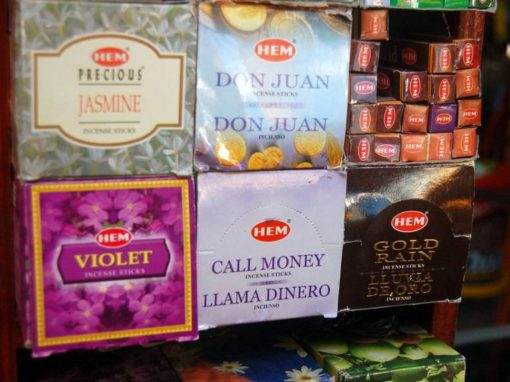 HEM
PRECIOUS
JASMINE
INCENSE STICKS
HEM
DON JUAN
INCENSE STICKS
DON JUAN
INCIENSO
HEM
VIOLET
INCENSE STICKS
HEM
CALL MONEY
INCENSE STICKS
LLAMA DINERO
INCIENSO
HEM
GOLD
RAIN
INCENSE STICKS
LLUVIA
DE ORO
INCIENSO